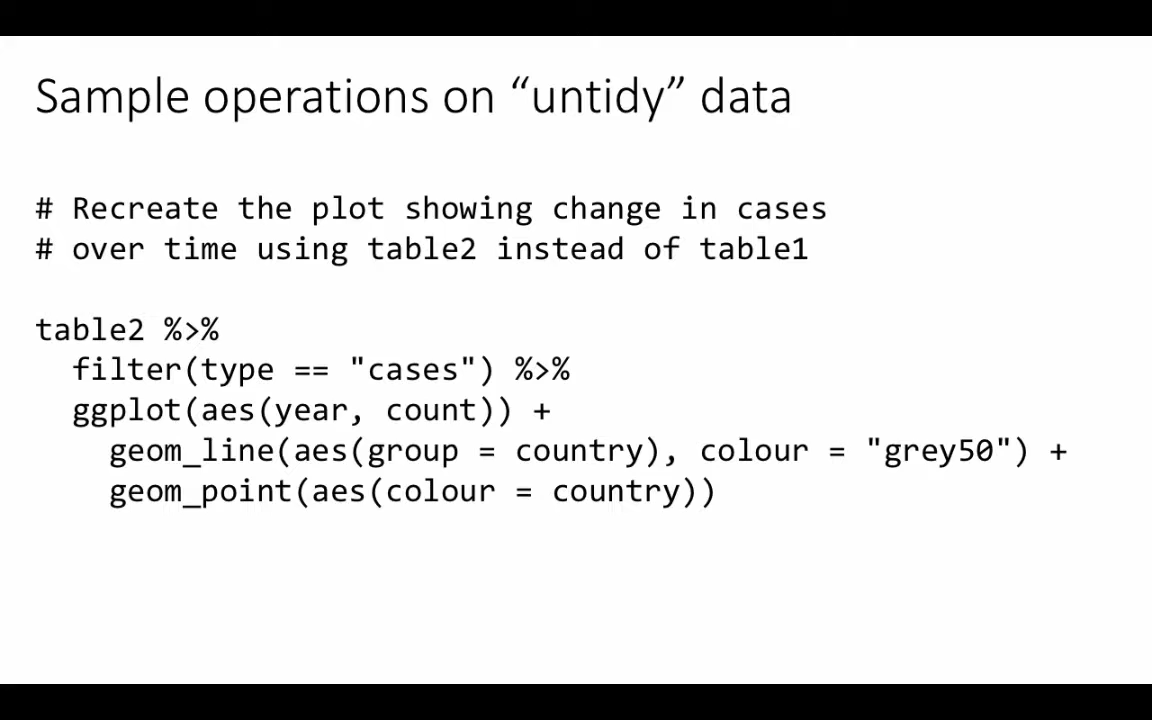 Sample operations on “untidy” data
# Recreate the plot showing change in cases
# over time using table2 instead of table1
table2 %>%
  filter(type == "cases") %>%
  ggplot(aes(year, count)) +
    geom_line(aes(group = country), colour = "grey50") +
    geom_point(aes(colour = country))